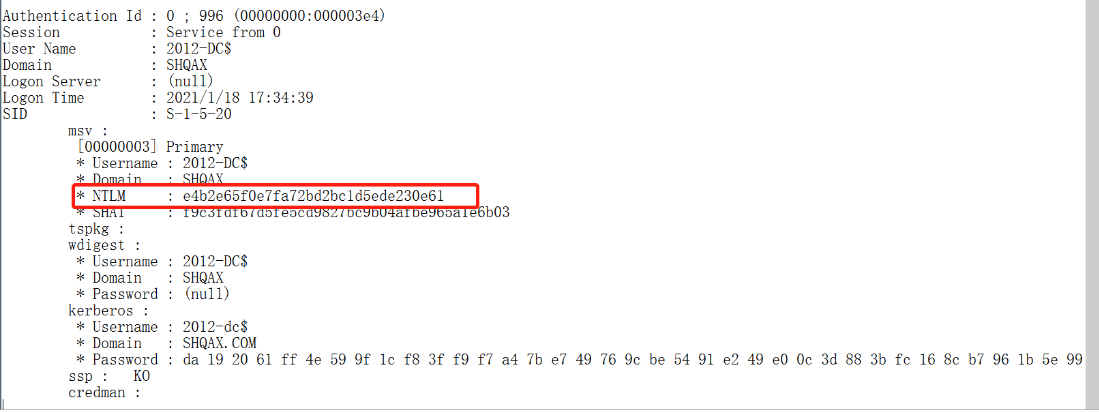 Authentication Id : 0 ; 996 (00000000:000003e4)
Session           : Service from 0
User Name         : 2012-DC$
Domain            : SHQAX
Logon Server      : (null)
Logon Time        : 2021/1/18 17:34:39
SID               : S-1-5-20
msv :
[00000003] Primary
* Username : 2012-DC$
* Domain   : SHQAX
* NTLM     : e4b2e65f0e7fa72bd2bc1d5ede230e61
* SHA1     : f9c3fdf67d5fe5cd9827bc9b04afbe965a1e6b03
tspkg :
wdigest :
* Username : 2012-DC$
* Domain   : SHQAX
* Password : (null)
kerberos :
* Username : 2012-dc$
* Domain   : SHQAX.COM
* Password : da 19 20 61 ff 4e 59 9f 1c f8 3f f9 f7 a4 7b e7 49 76 9c be 54 91 e2 49 e0 0c 3d 88 3b fc 16 8c b7 96 1b 5e 99
ssp :   KO
credman :